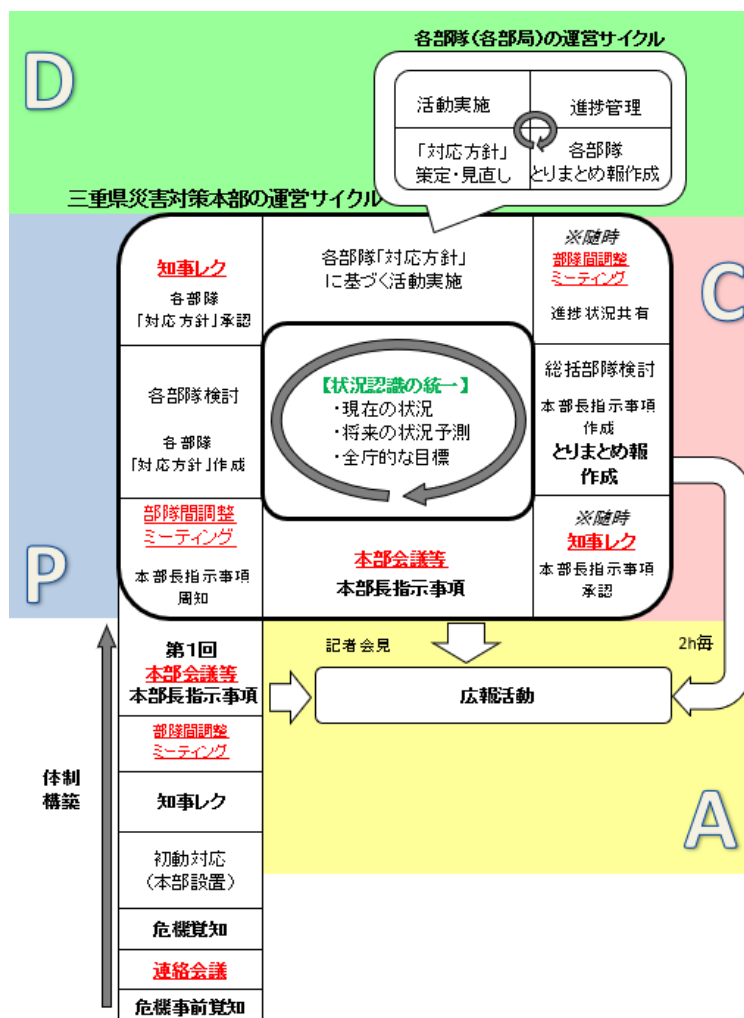 各部隊(各部局)の運営サイクル
D
活動実施
進捗管理
「対応方針」
策定・見直し
各部隊
とりまとめ報作成
三重県災害対策本部の運営サイクル
知事レク
各部隊
「対応方針」承認
各部隊「対応方針」
に基づく活動実施
※随時
部隊間調整
ミーティング
進捗状況共有
C
各部隊検討
各部隊
「対応方針」作成
【状況認識の統一】
・現在の状況
・将来の状況予測
・全庁的な目標
総括部隊検討
本部長指示事項
作成
とりまとめ報
作成
P
部隊間調整
ミーティング
本部長指示事項
周知
本部会議等
本部長指示事項
※随時
知事レク
本部長指示事項
承認
第1回
本部会議等
本部長指示事項
記者会見
2h毎
広報活動
部隊間調整
ミーティング
体制
構築
知事レク
A
初動対応
(本部設置)
危機覚知
連絡会議
危機事前覚知